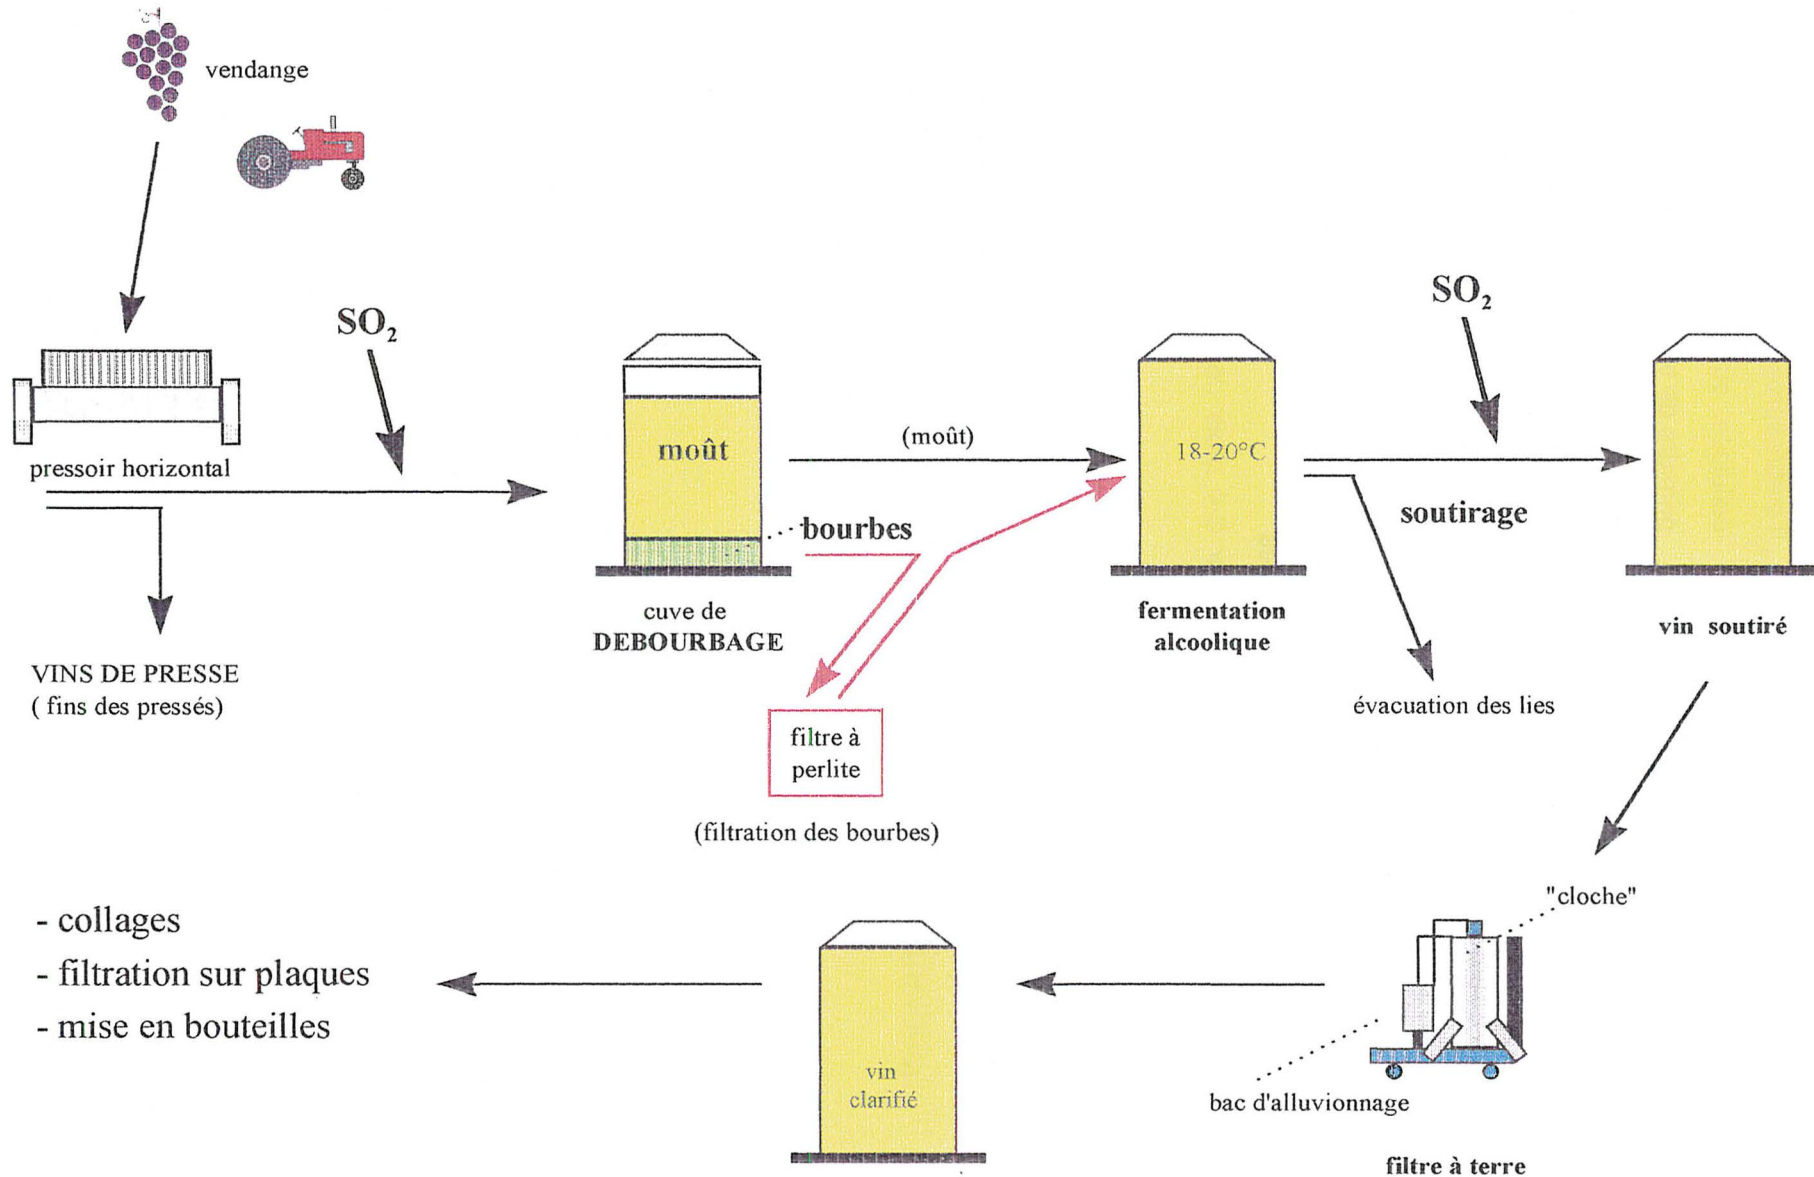 vendange
SO₂
SO₂
pressoir horizontal
moût
(moût)
18-20°C
bourbes
soutirage
cuve de
DEBOURBAGE
fermentation
alcoolique
vin soutiré
VINS DE PRESSE
( fins des pressés)
évacuation des lies
filtre à
perlite
(filtration des bourbes)
"cloche"
- collages
- filtration sur plaques
- mise en bouteilles
vin
clarifié
bac d'alluvionnage
filtre à terre